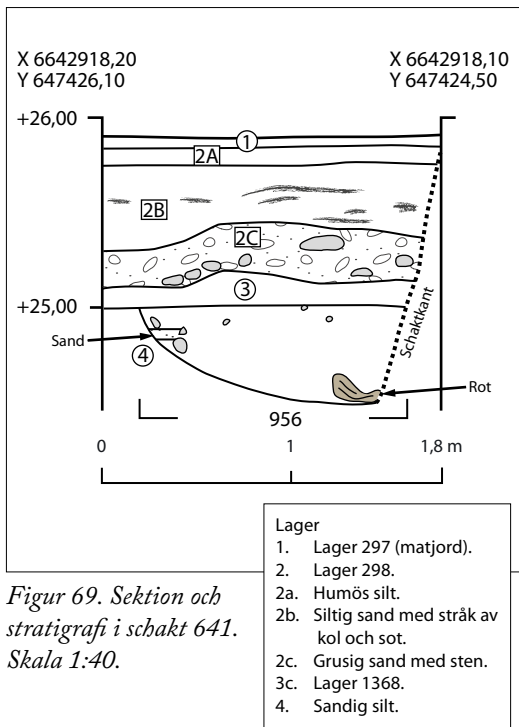 X 6642918,20
Y 647426,10
X 6642918,10
Y 647424,50
+26,00
1
2A
2B
2C
3
+25,00
Sand
4
Schaktkant
Rot
956
0
1
1,8 m
Figur 69. Sektion och
stratigrafi i schakt 641.
Skala 1:40.
Lager
1. Lager 297 (matjord).
2. Lager 298.
2a. Humös silt.
2b. Siltig sand med stråk av
kol och sot.
2c. Grusig sand med sten.
3c. Lager 1368.
4. Sandig silt.